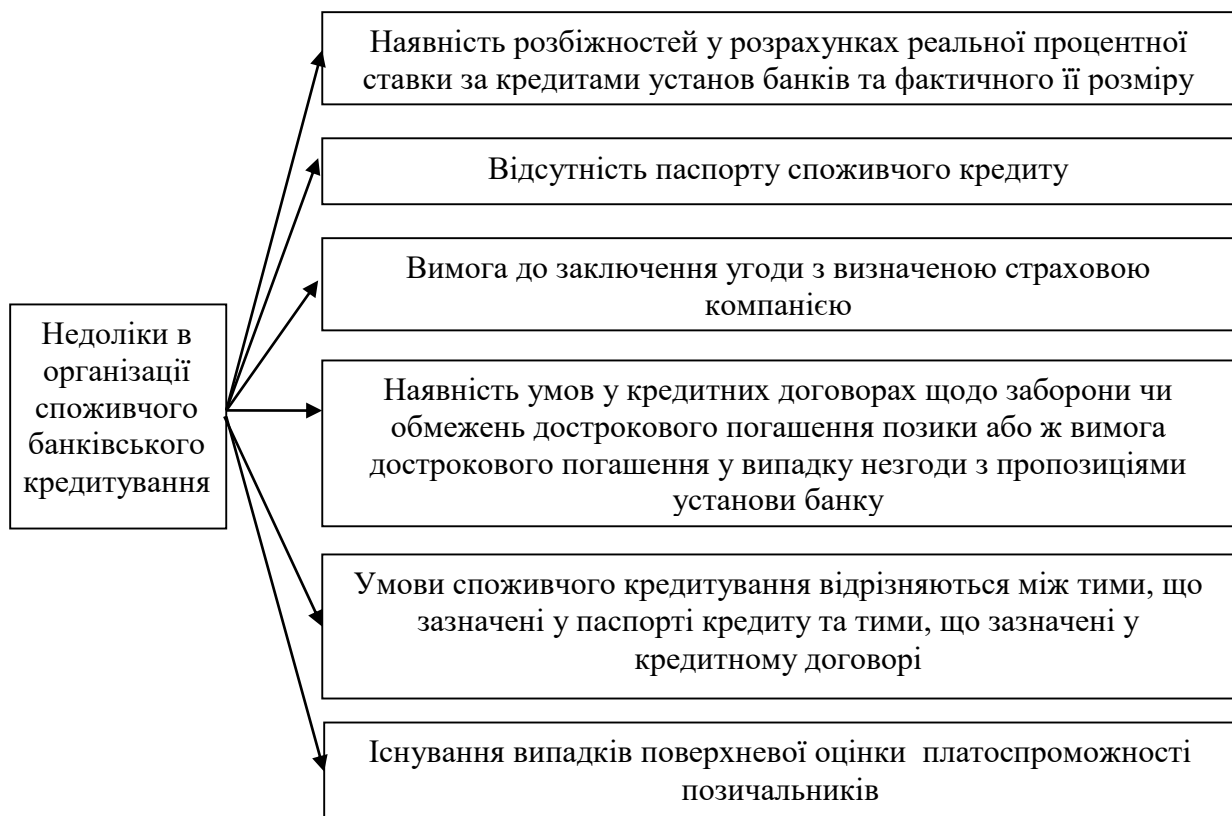 Наявність розбіжностей у розрахунках реальної процентної
ставки за кредитами установ банків та фактичного її розміру
Відсутність паспорту споживчого кредиту
Вимога до заключення угоди з визначеною страховою
компанією
Недоліки в
організації
споживчого
банківського
кредитування
Наявність умов у кредитних договорах щодо заборони чи
обмежень дострокового погашення позики або ж вимога
дострокового погашення у випадку незгоди з пропозиціями
установи банку
Умови споживчого кредитування відрізняються між тими, що
зазначені у паспорті кредиту та тими, що зазначені у
кредитному договорі
Існування випадків поверхневої оцінки платоспроможності
позичальників